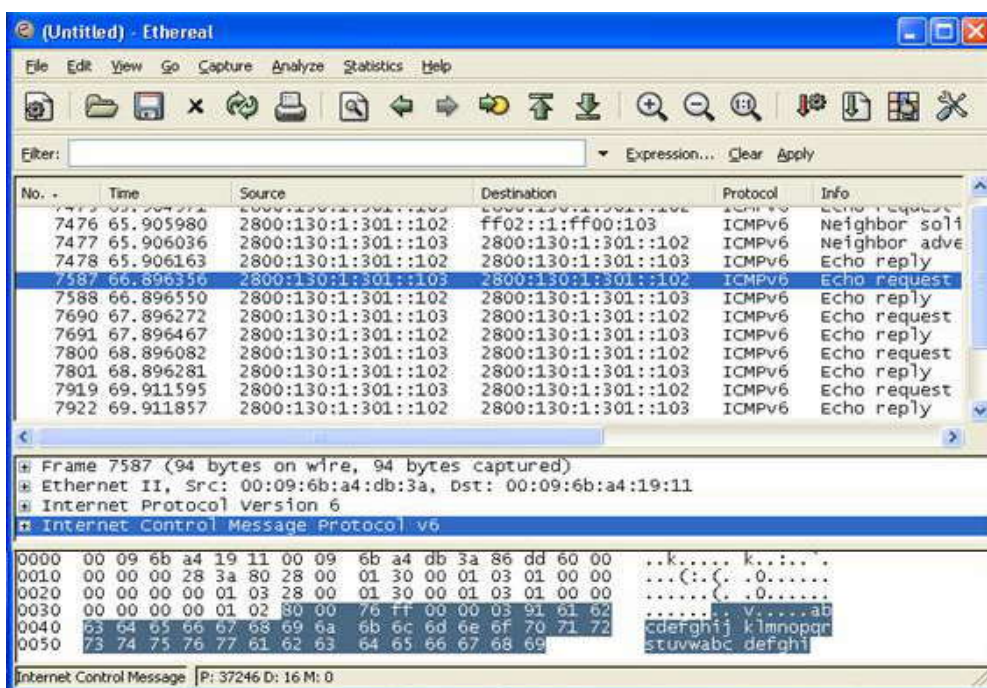 (Untitled) - Ethereal
File Edit View Go Capture Analyze Statistics Help
Filter: Expression... Clear Apply
No. - Time Source Destination Protocol Info
7476 65.905980 2800:130:1:301::102 ff02::1:ff00:103 ICMPv6 Neighbor soli
7477 65.906036 2800:130:1:301::103 2800:130:1:301::102 ICMPv6 Neighbor adve
7478 65.906163 2800:130:1:301::102 2800:130:1:301::103 ICMPv6 Echo reply
7587 66.896356 2800:130:1:301::103 2800:130:1:301::102 ICMPv6 Echo request
7588 66.896550 2800:130:1:301::102 2800:130:1:301::103 ICMPv6 Echo reply
7690 67.896272 2800:130:1:301::103 2800:130:1:301::102 ICMPv6 Echo request
7691 67.896467 2800:130:1:301::102 2800:130:1:301::103 ICMPv6 Echo reply
7800 68.896082 2800:130:1:301::103 2800:130:1:301::102 ICMPv6 Echo request
7801 68.896281 2800:130:1:301::102 2800:130:1:301::103 ICMPv6 Echo reply
7919 69.911595 2800:130:1:301::103 2800:130:1:301::102 ICMPv6 Echo request
7922 69.911857 2800:130:1:301::102 2800:130:1:301::103 ICMPv6 Echo reply
Frame 7587 (94 bytes on wire, 94 bytes captured)
Ethernet II, Src: 00:09:6b:a4:db:3a, Dst: 00:09:6b:a4:19:11
Internet Protocol Version 6
Internet Control Message Protocol v6
0000 00 09 6b a4 19 11 00 09 6b a4 db 3a 86 dd 60 00 ..k..... k..:..`.
0010 00 00 00 28 3a 80 28 00 01 30 00 01 03 01 00 00 ...(:.(. .0......
0020 00 00 00 00 01 03 28 00 01 30 00 01 03 01 00 00 ......(. .0......
0030 00 00 00 00 01 02 80 00 76 ff 00 00 03 91 61 62 ........ v.....ab
0040 63 64 65 66 67 68 69 6a 6b 6c 6d 6e 6f 70 71 72 cdefghij klmnopqr
0050 73 74 75 76 77 61 62 63 64 65 66 67 68 69 stuvwabc defghi
Internet Control Message P: 37246 D: 16 M: 0